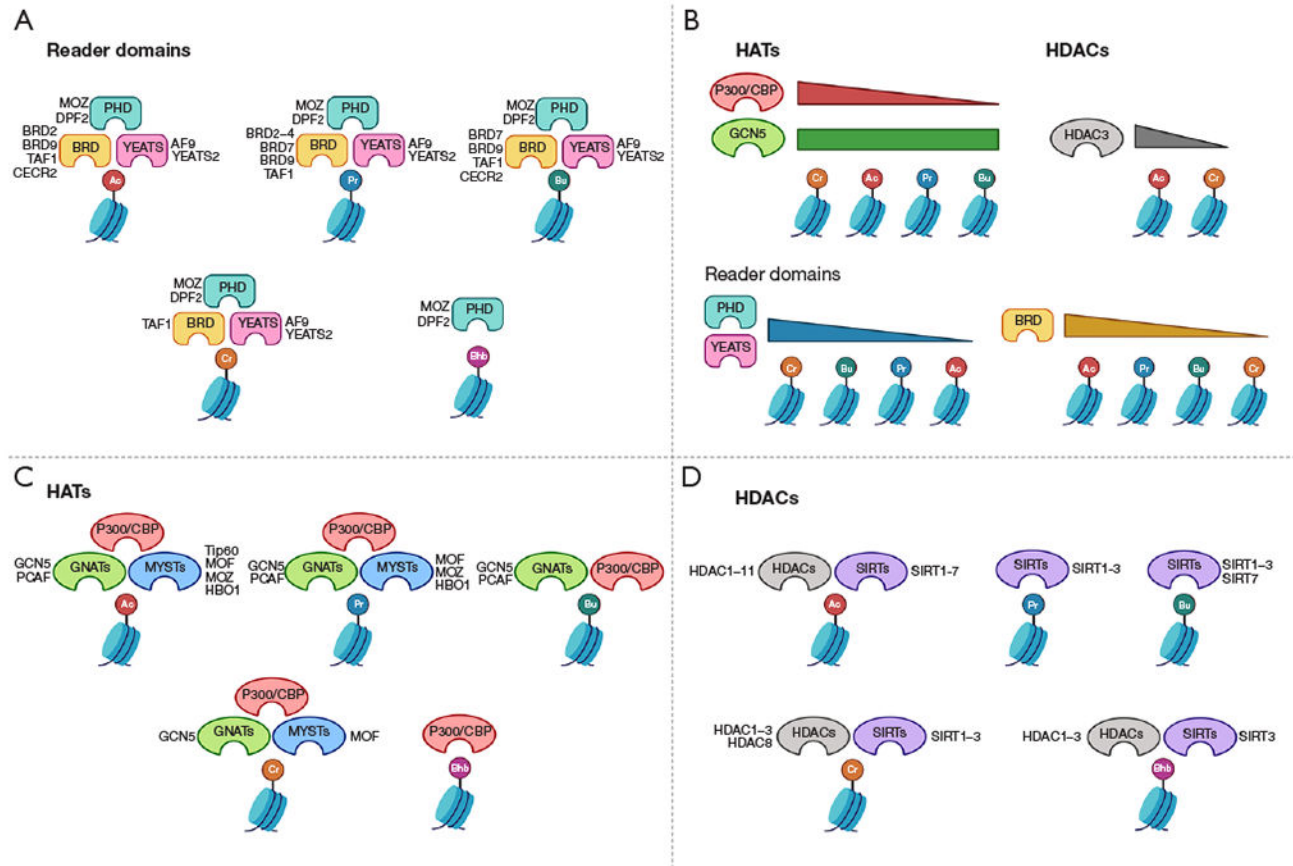 A
Reader domains
MOZ
DPF2
PHD
BRD2
BRD9
TAF1
CECR2
BRD
YEATS
AF9
YEATS2
Ac
MOZ
DPF2
PHD
BRD2–4
BRD7
BRD9
TAF1
BRD
YEATS
AF9
YEATS2
Pr
MOZ
DPF2
PHD
BRD7
BRD9
TAF1
CECR2
BRD
YEATS
AF9
YEATS2
Bu
MOZ
DPF2
PHD
TAF1
BRD
YEATS
AF9
YEATS2
Cr
MOZ
DPF2
PHD
Bhb
B
HATs
P300/CBP
GCN5
Cr Ac Pr Bu
HDACs
HDAC3
Ac Cr
Reader domains
PHD
YEATS
Cr Bu Pr Ac
BRD
Ac Pr Bu Cr
C
HATs
P300/CBP
GCN5
PCAF
GNATs
MYSTs
Tip60
MOF
MOZ
HBO1
Ac
P300/CBP
GCN5
PCAF
GNATs
MYSTs
MOF
MOZ
HBO1
Pr
GCN5
PCAF
GNATs
P300/CBP
Bu
P300/CBP
GCN5
GNATs
MYSTs
MOF
Cr
P300/CBP
Bhb
D
HDACs
HDAC1–11
HDACs
SIRTs
SIRT1-7
Ac
SIRTs
SIRT1-3
Pr
SIRTs
SIRT1–3
SIRT7
Bu
HDAC1–3
HDAC8
HDACs
SIRTs
SIRT1–3
Cr
HDAC1–3
HDACs
SIRTs
SIRT3
Bhb